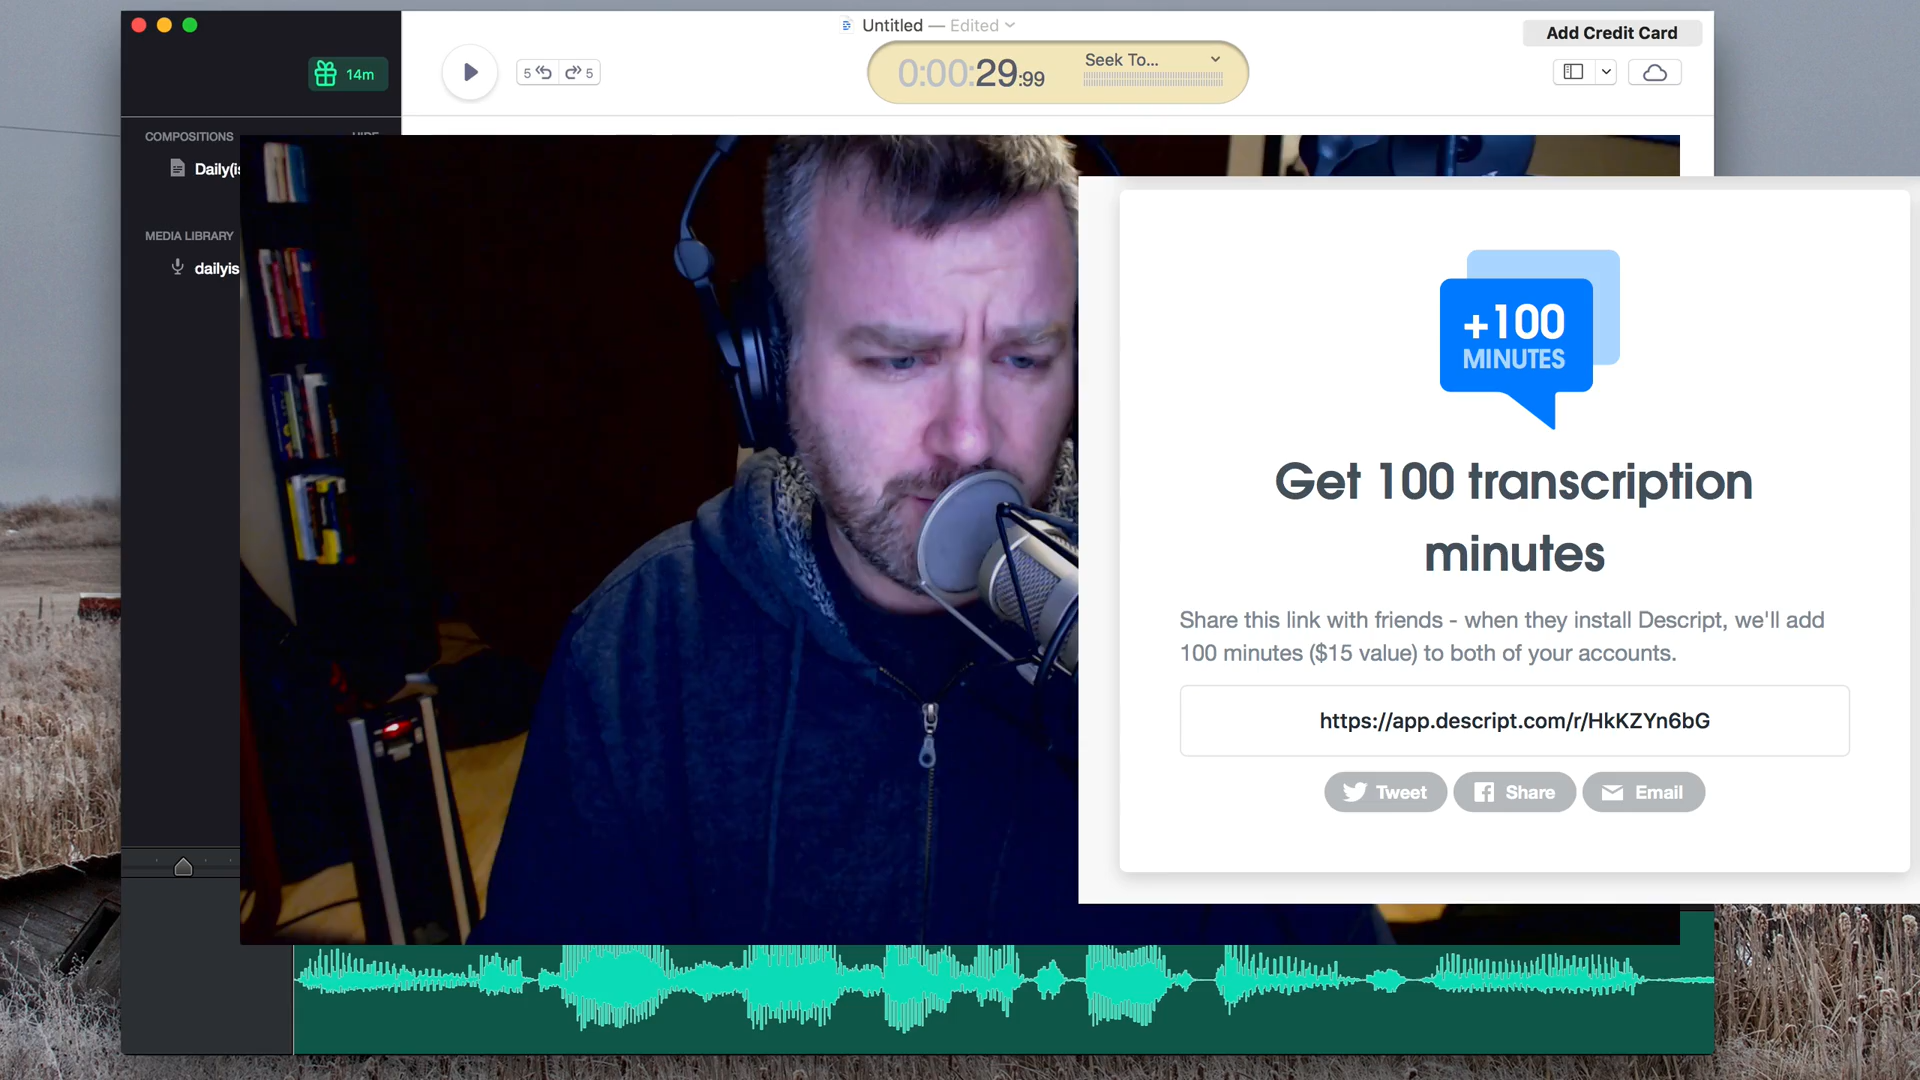 Untitled — Edited
Add Credit Card
14m
5 5
0:00:29:99
Seek To...
COMPOSITIONS
Daily(is
MEDIA LIBRARY
dailyis
+100
MINUTES
Get 100 transcription
minutes
Share this link with friends - when they install Descript, we'll add
100 minutes ($15 value) to both of your accounts.
https://app.descript.com/r/HkKZYn6bG
Tweet Share Email